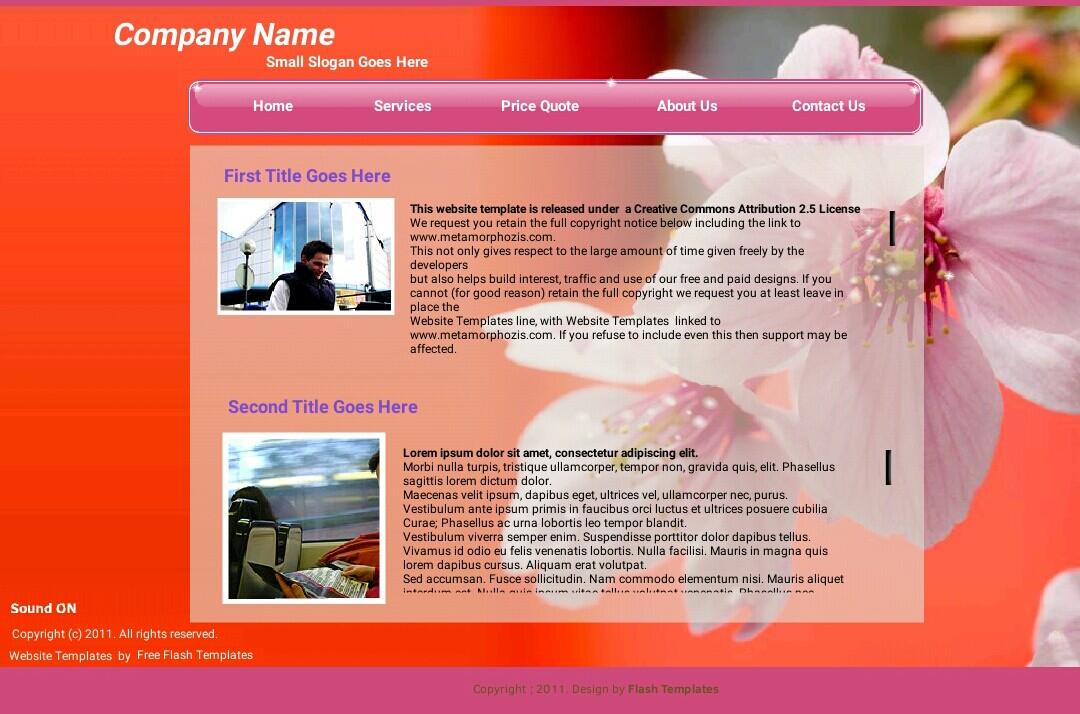 Company Name
Small Slogan Goes Here
Home Services Price Quote About Us Contact Us
First Title Goes Here
This website template is released under a Creative Commons Attribution 2.5 License
We request you retain the full copyright notice below including the link to
www.metamorphozis.com.
This not only gives respect to the large amount of time given freely by the
developers
but also helps build interest, traffic and use of our free and paid designs. If you
cannot (for good reason) retain the full copyright we request you at least leave in
place the
Website Templates line, with Website Templates linked to
www.metamorphozis.com. If you refuse to include even this then support may be
affected.
Second Title Goes Here
Lorem ipsum dolor sit amet, consectetur adipiscing elit.
Morbi nulla turpis, tristique ullamcorper, tempor non, gravida quis, elit. Phasellus
sagittis lorem dictum dolor.
Maecenas velit ipsum, dapibus eget, ultrices vel, ullamcorper nec, purus.
Vestibulum ante ipsum primis in faucibus orci luctus et ultrices posuere cubilia
Curae; Phasellus ac urna lobortis leo tempor blandit.
Vestibulum viverra semper enim. Suspendisse porttitor dolor dapibus tellus.
Vivamus id odio eu felis venenatis lobortis. Nulla facilisi. Mauris in magna quis
lorem dapibus cursus. Aliquam erat volutpat.
Sed accumsan. Fusce sollicitudin. Nam commodo elementum nisi. Mauris aliquet
Sound ON
Copyright (c) 2011. All rights reserved.
Website Templates by Free Flash Templates
Copyright ; 2011. Design by Flash Templates